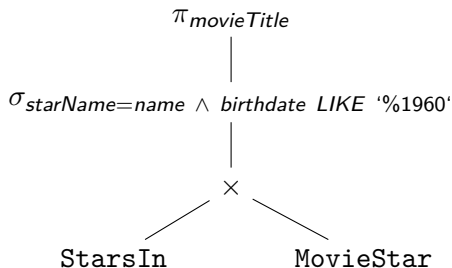 π movieTitle
σ starName=name ∧ birthdate LIKE ‘%1960‘
×
StarsIn MovieStar